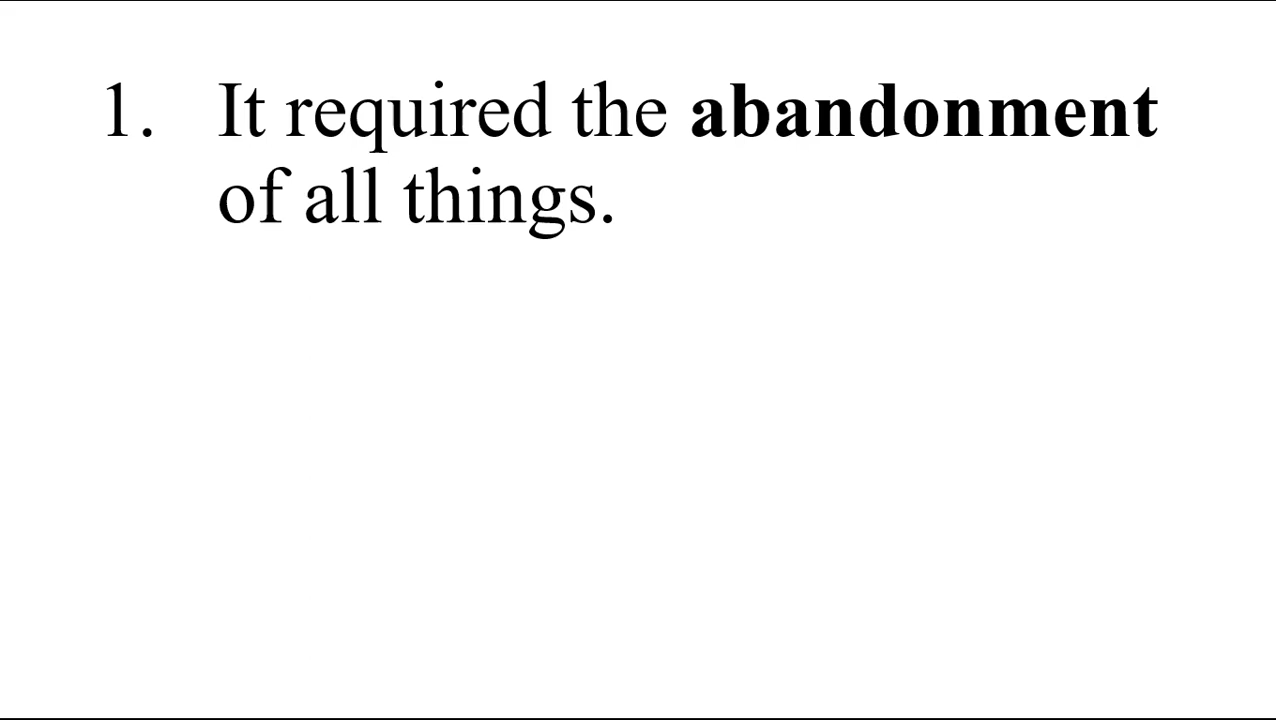 1. It required the abandonment
of all things.